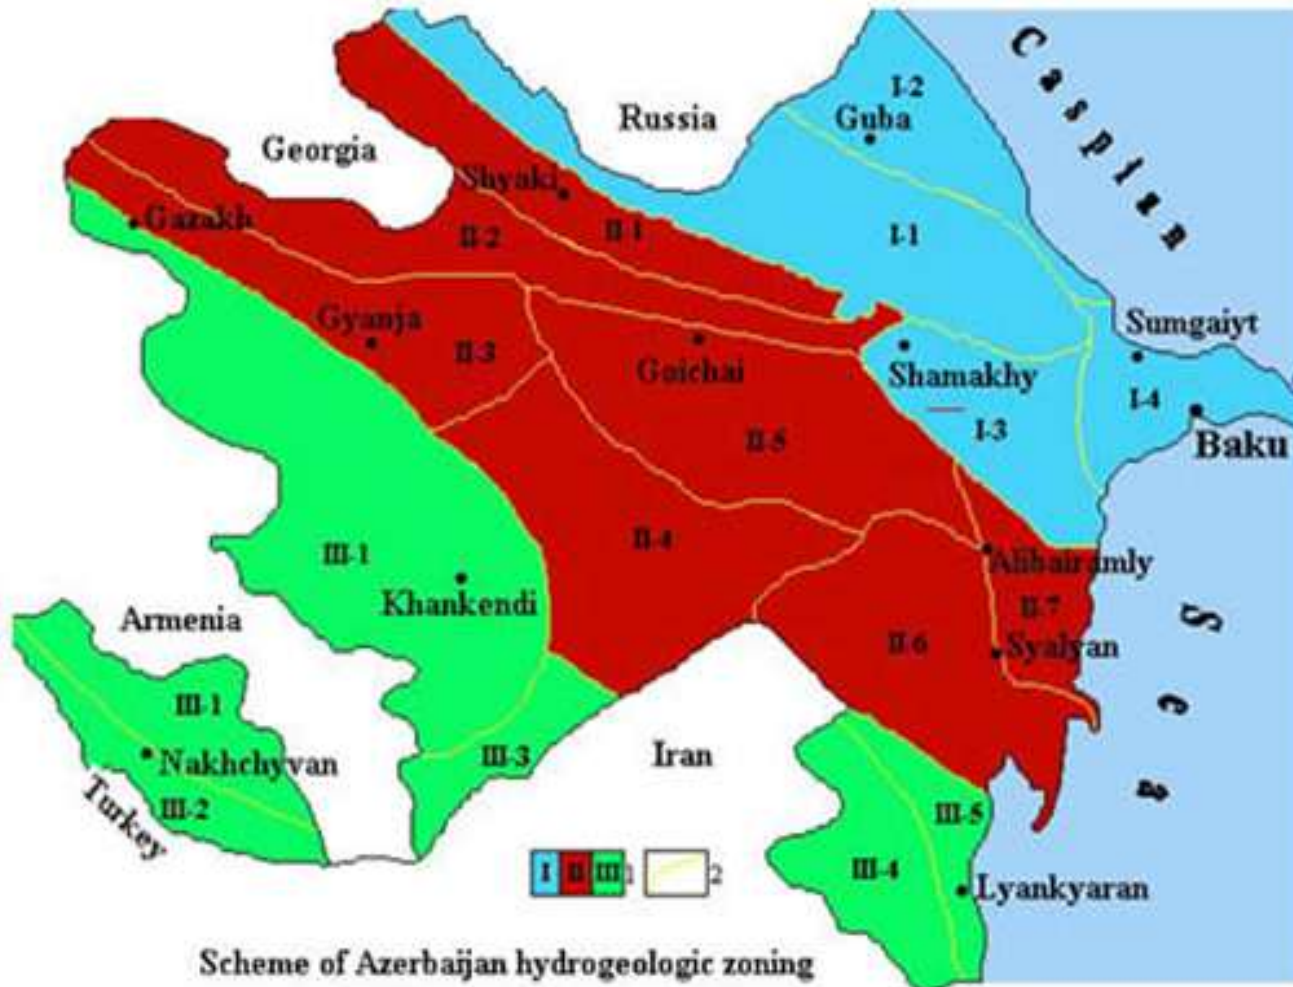 Caspian
I-2
Guba
Russia
Georgia
Shyaki
Gazakh
II-2
II-1
I-1
Gyanja
II-3
Goichai
Shamakhy
Sumgaiyt
I-4
I-3
Baku
II-5
II-4
III-1
Khankendi
Alibairamly
II-7
Sea
Armenia
II-6
Syalyan
III-1
Nakhchyvan
III-2
Turkey
III-3
Iran
III-5
III-4
Lyankyaran
I II III 1
2
Scheme of Azerbaijan hydrogeologic zoning